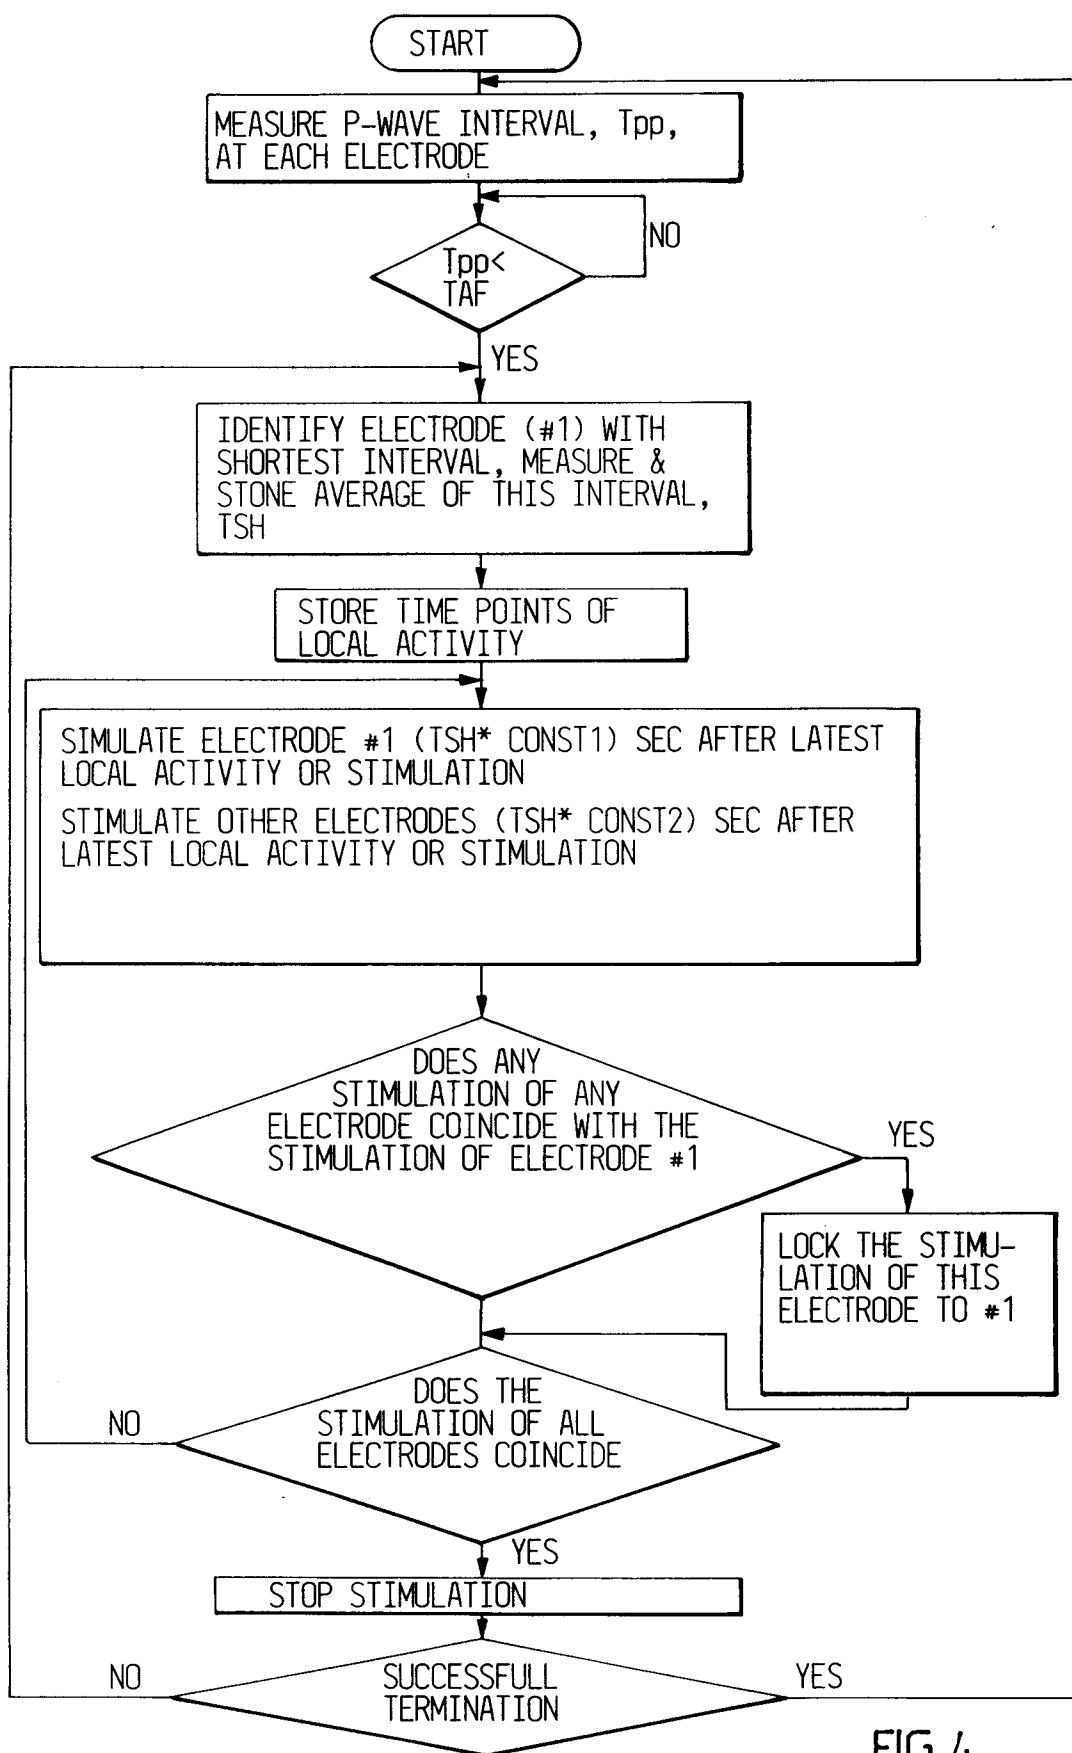 START
MEASURE P-WAVE INTERVAL, Tpp,
AT EACH ELECTRODE
NO
Tpp<
TAF
YES
IDENTIFY ELECTRODE (#1) WITH
SHORTEST INTERVAL, MEASURE &
STONE AVERAGE OF THIS INTERVAL,
TSH
STORE TIME POINTS OF
LOCAL ACTIVITY
SIMULATE ELECTRODE #1 (TSH* CONST1) SEC AFTER LATEST
LOCAL ACTIVITY OR STIMULATION
STIMULATE OTHER ELECTRODES (TSH* CONST2) SEC AFTER
LATEST LOCAL ACTIVITY OR STIMULATION
DOES ANY
STIMULATION OF ANY
ELECTRODE COINCIDE WITH THE
STIMULATION OF ELECTRODE #1
YES
LOCK THE STIMU-
LATION OF THIS
ELECTRODE TO #1
DOES THE
STIMULATION OF ALL
ELECTRODES COINCIDE
NO
YES
STOP STIMULATION
NO
SUCCESSFULL
TERMINATION
YES
FIG 4